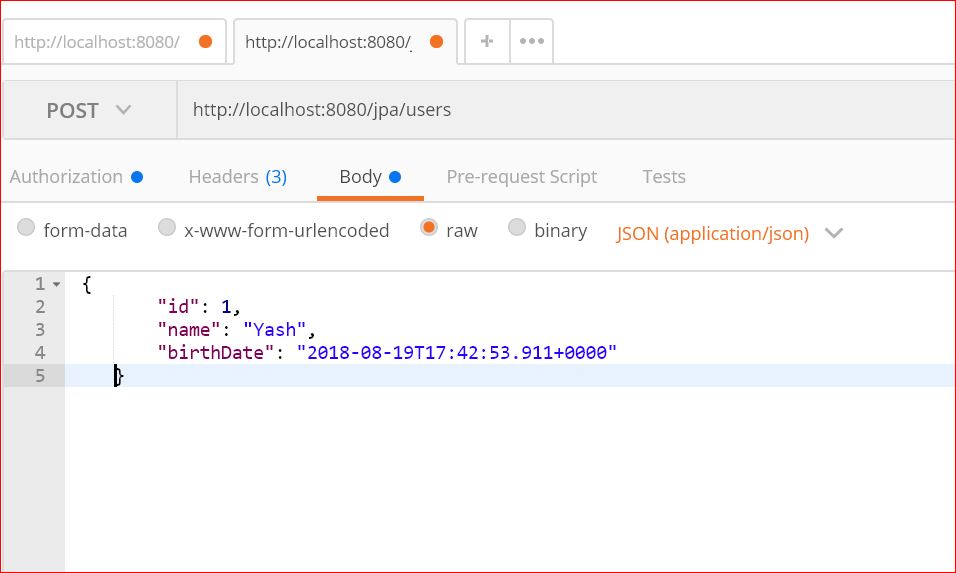 http://localhost:8080/ http://localhost:8080/j
POST http://localhost:8080/jpa/users
Authorization Headers (3) Body Pre-request Script Tests
form-data x-www-form-urlencoded raw binary JSON (application/json)
1 {
2 "id": 1,
3 "name": "Yash",
4 "birthDate": "2018-08-19T17:42:53.911+0000"
5 }